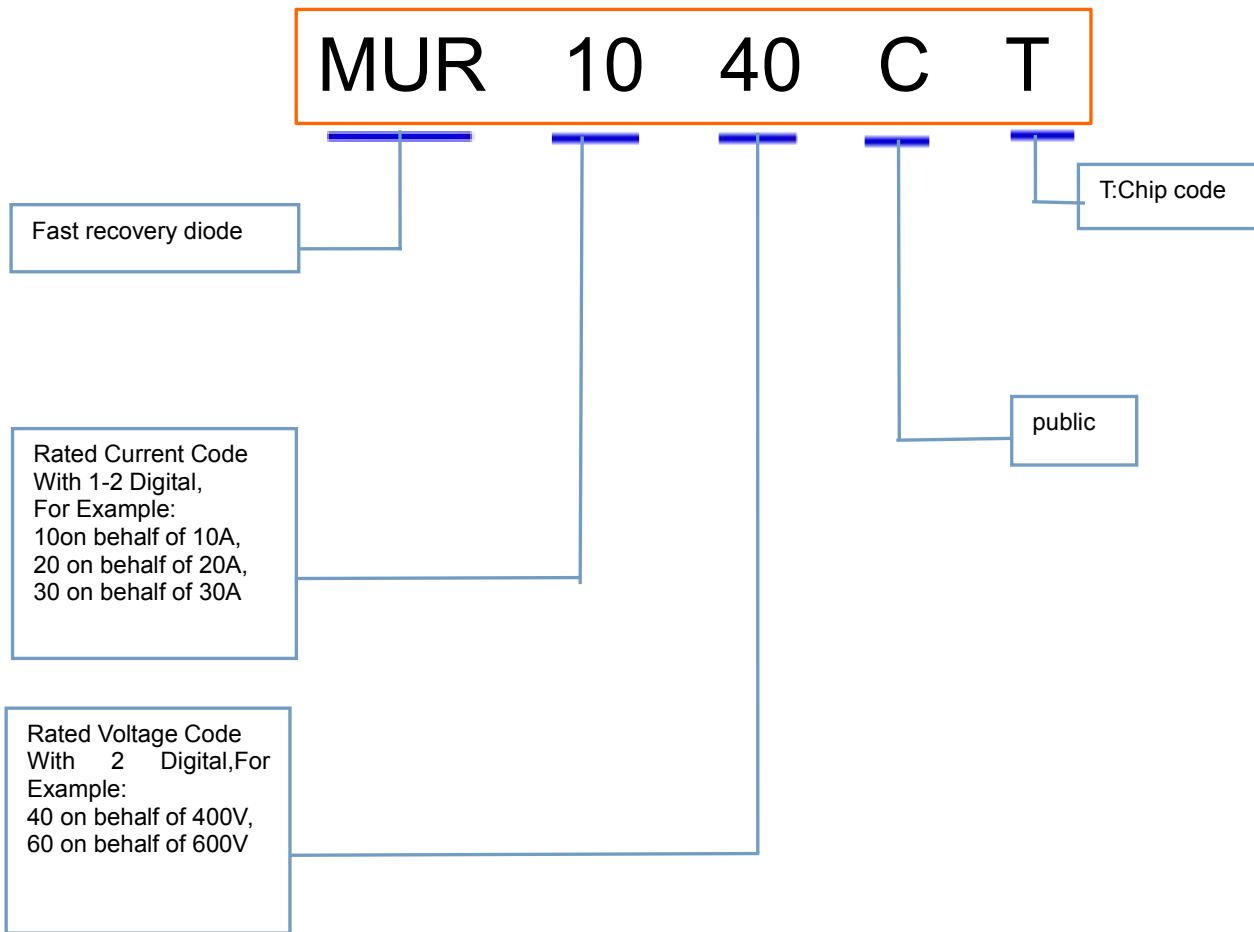 MUR 10 40 C T
Fast recovery diode
T:Chip code
public
Rated Current Code
With 1-2 Digital,
For Example:
10on behalf of 10A,
20 on behalf of 20A,
30 on behalf of 30A
Rated Voltage Code
With 2 Digital,For
Example:
40 on behalf of 400V,
60 on behalf of 600V